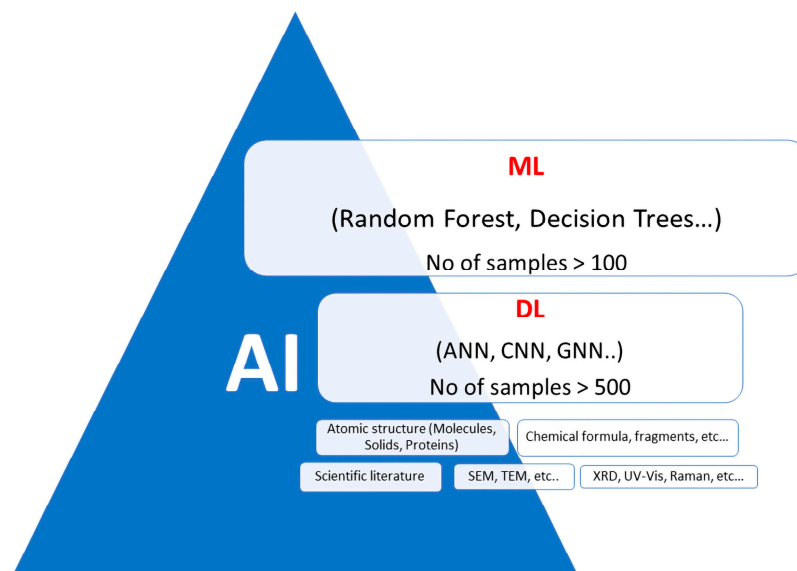 ML
(Random Forest, Decision Trees...)
No of samples > 100
DL
AI
(ANN, CNN, GNN..)
No of samples > 500
Atomic structure (Molecules,
Solids, Proteins)
Chemical formula, fragments, etc...
Scientific literature
SEM, TEM, etc..
XRD, UV-Vis, Raman, etc...